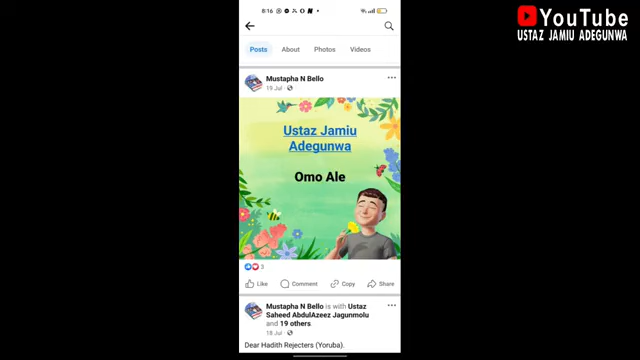 8:16
YouTube
USTAZ JAMIU ADEGUNWA
Posts About Photos Videos
Mustapha N Bello
19 Jul
Ustaz Jamiu
Adegunwa
Omo Ale
3
Like Comment Copy Share
Mustapha N Bello is with Ustaz
Saheed AbdulAzeez Jagunmolu
and 19 others
18 Jul
Dear Hadith Rejecters (Yoruba).